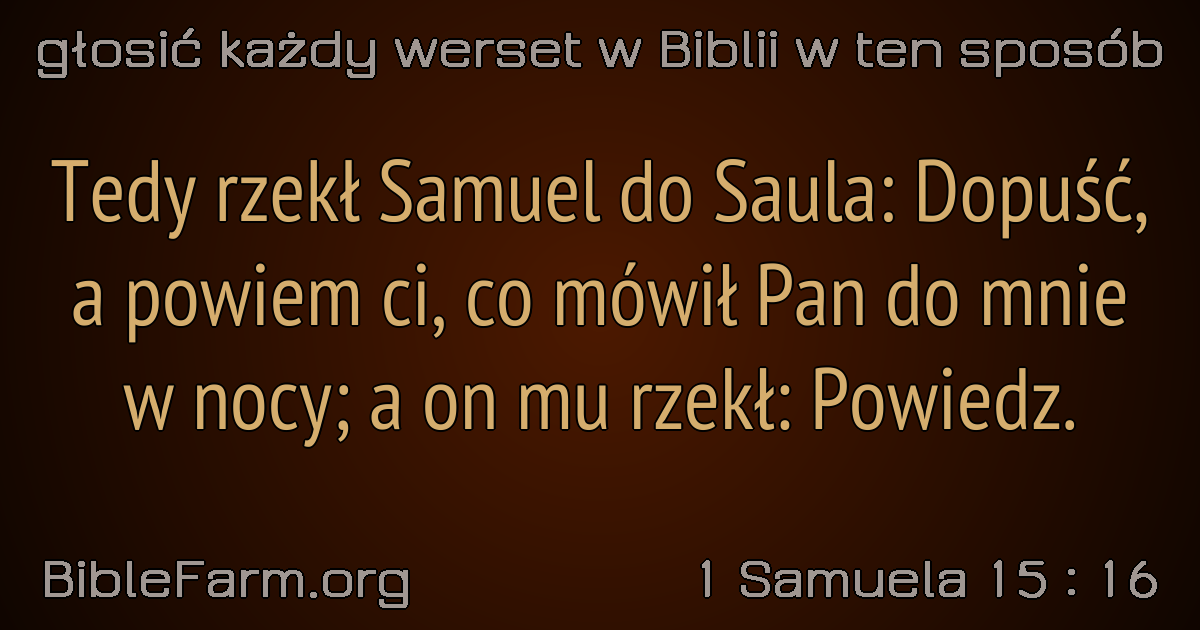 głosić każdy werset w Biblii w ten sposób
Tedy rzekł Samuel do Saula: Dopuść,
a powiem ci, co mówił Pan do mnie
w nocy; a on mu rzekł: Powiedz.
BibleFarm.org
1 Samuela 15 : 16